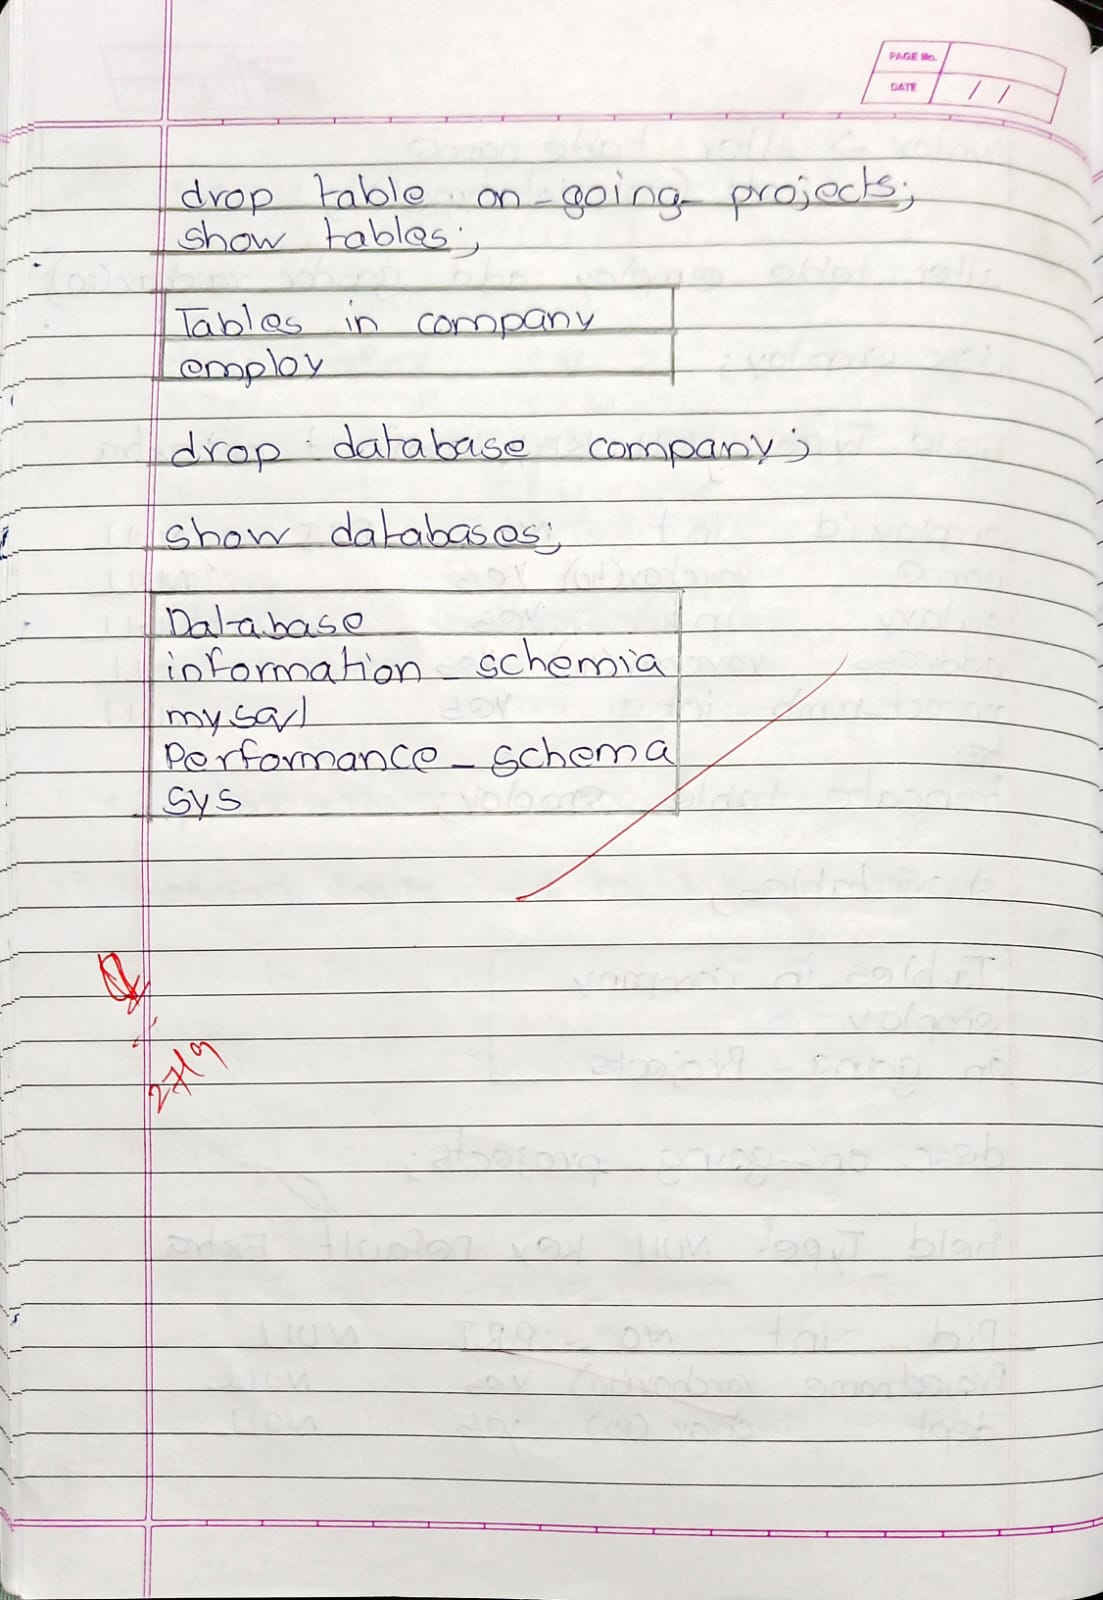 PAGE No.
DATE / /
drop table on-going-projects;
show tables;
Tables in company
employ
drop database company;
show databases;
Database
information_schemia
mysql
Performance_schema
sys
27/9